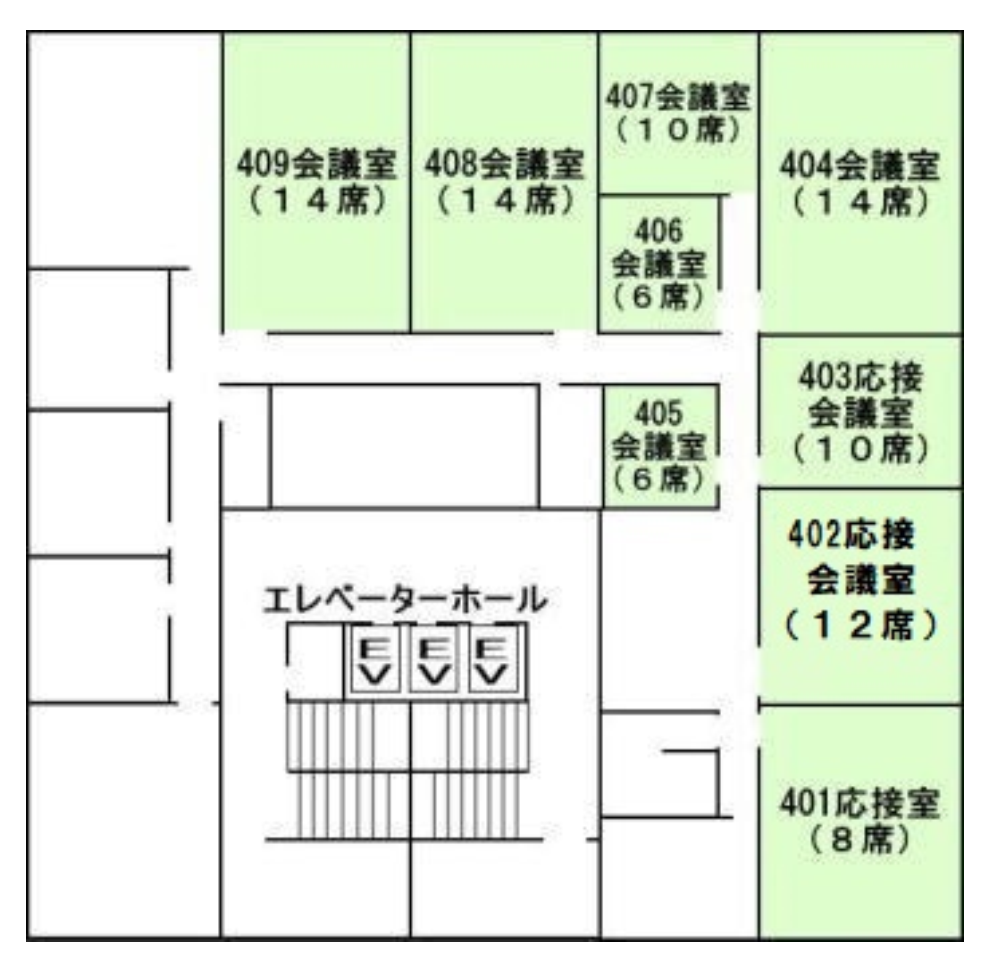 409会議室
(14席)
408会議室
(14席)
407会議室
(10席)
406
会議室
(6席)
404会議室
(14席)
405
会議室
(6席)
403応接
会議室
(10席)
402応接
会議室
(12席)
エレベーターホール
EV
EV
EV
401応接室
(8席)